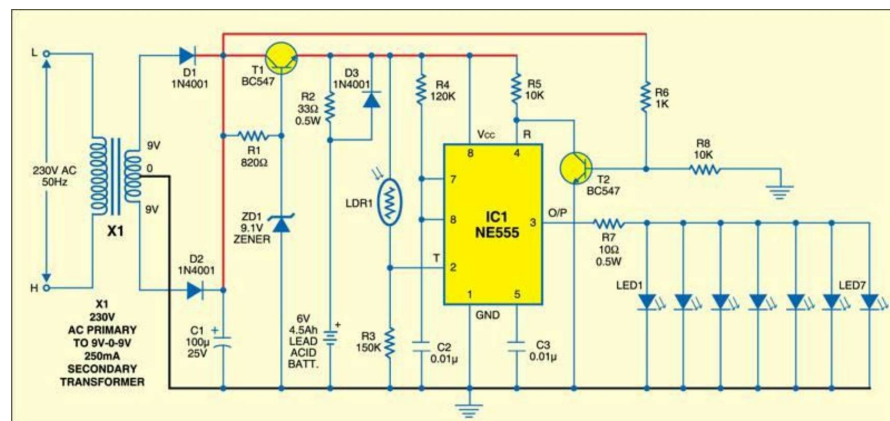 L
230V AC
50Hz
H
X1
9V
0
9V
X1
230V
AC PRIMARY
TO 9V-0-9V
250mA
SECONDARY
TRANSFORMER
D1
1N4001
D2
1N4001
C1
100µ
25V
+
T1
BC547
R1
820Ω
ZD1
9.1V
ZENER
R2
33Ω
0.5W
D3
1N4001
6V
4.5Ah
LEAD
ACID
BATT.
+
LDR1
R3
150K
R4
120K
C2
0.01µ
R5
10K
Vcc
R
8
4
7
8
T
2
IC1
NE555
3
O/P
1
GND
5
C3
0.01µ
T2
BC547
R6
1K
R8
10K
R7
10Ω
0.5W
LED1
LED7